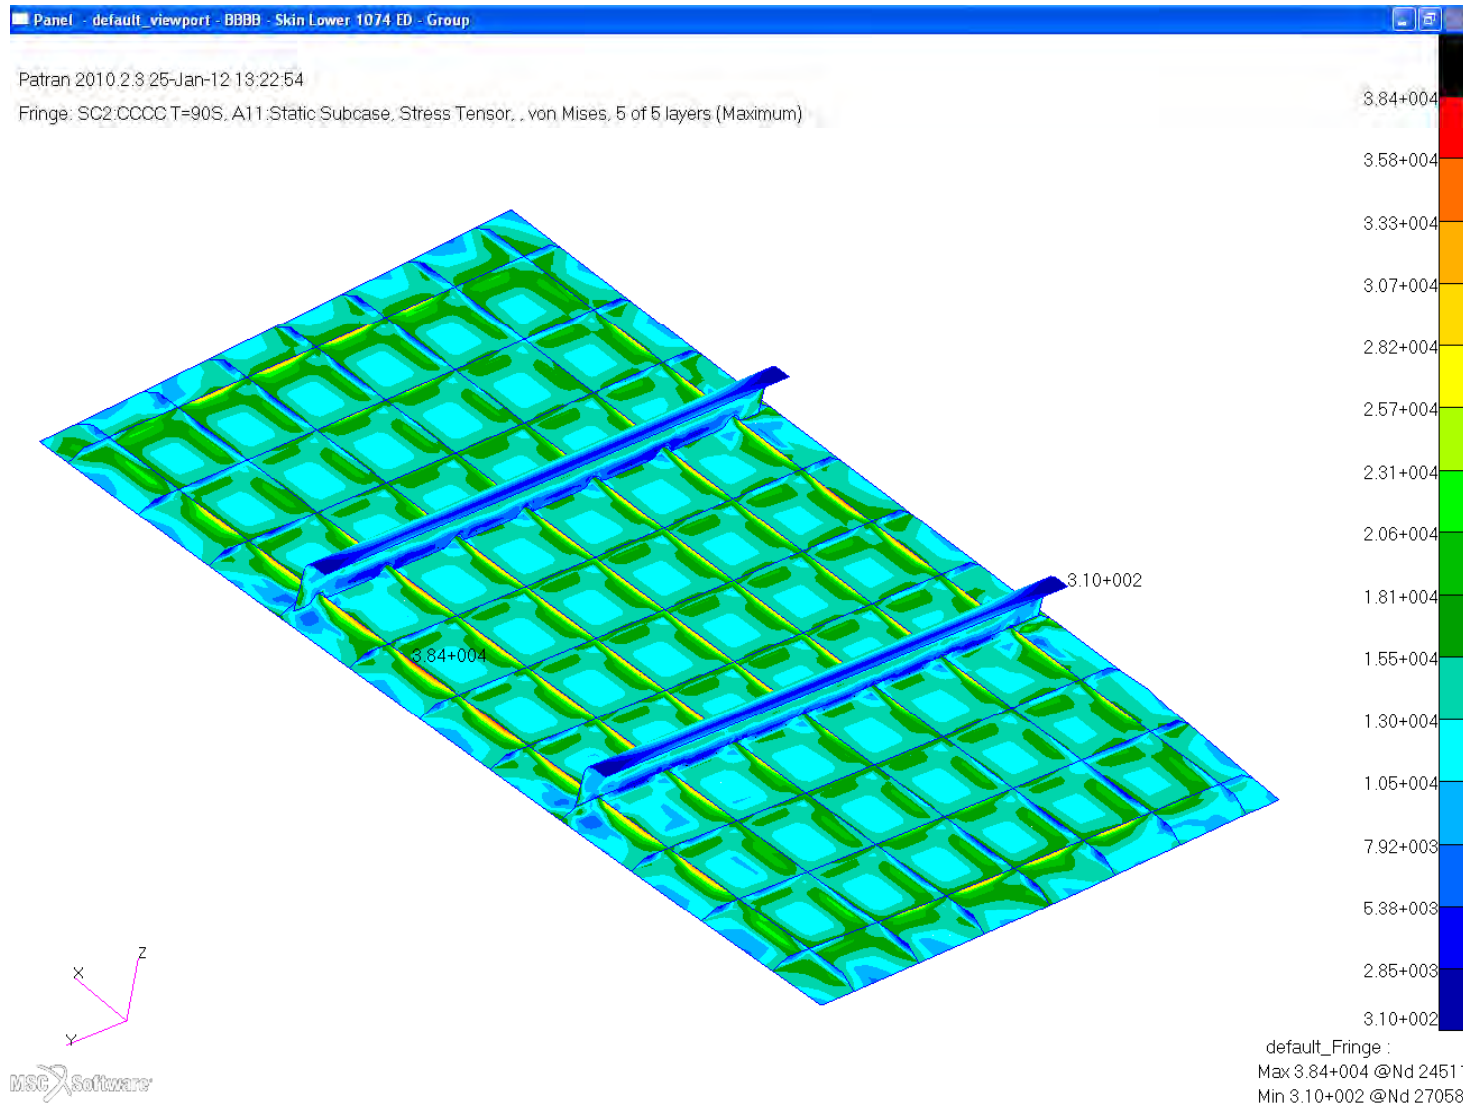 Panel - default_viewport - BBBB - Skin Lower 1074 ED - Group
Patran 2010.2.3 25-Jan-12 13:22:54
Fringe: SC2:CCCC T=90S, A11:Static Subcase, Stress Tensor, , von Mises, 5 of 5 layers (Maximum)
3.84+004
3.58+004
3.33+004
3.07+004
2.82+004
2.57+004
2.31+004
2.06+004
1.81+004
1.55+004
1.30+004
1.05+004
7.92+003
5.38+003
2.85+003
3.10+002
3.10+002
3.84+004
Z
X
Y
MSC Software
default_Fringe :
Max 3.84+004 @Nd 24511
Min 3.10+002 @Nd 27058